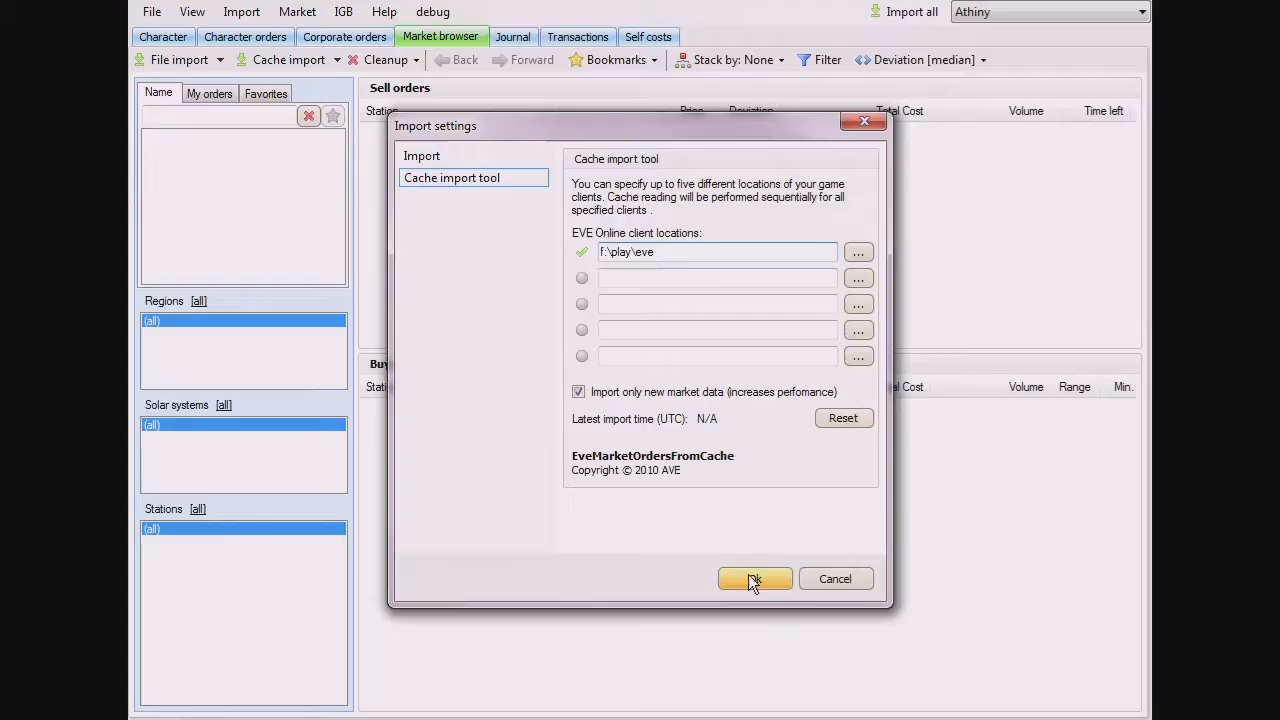 File View Import Market IGB Help debug Import all Athiny
Character Character orders Corporate orders Market browser Journal Transactions Self costs
File import Cache import Cleanup Back Forward Bookmarks Stack by: None Filter Deviation [median]
Name My orders Favorites
Regions [all]
(all)
Solar systems [all]
(all)
Stations [all]
(all)
Sell orders
Station Price Deviation Total Cost Volume Time left
Cost Volume Range Min.
Import settings
Import
Cache import tool
Cache import tool
You can specify up to five different locations of your game
clients. Cache reading will be performed sequentially for all
specified clients .
EVE Online client locations:
f:\play\eve
...
...
...
...
...
Import only new market data (increases perfomance)
Latest import time (UTC): N/A Reset
EveMarketOrdersFromCache
Copyright © 2010 AVE
Cancel